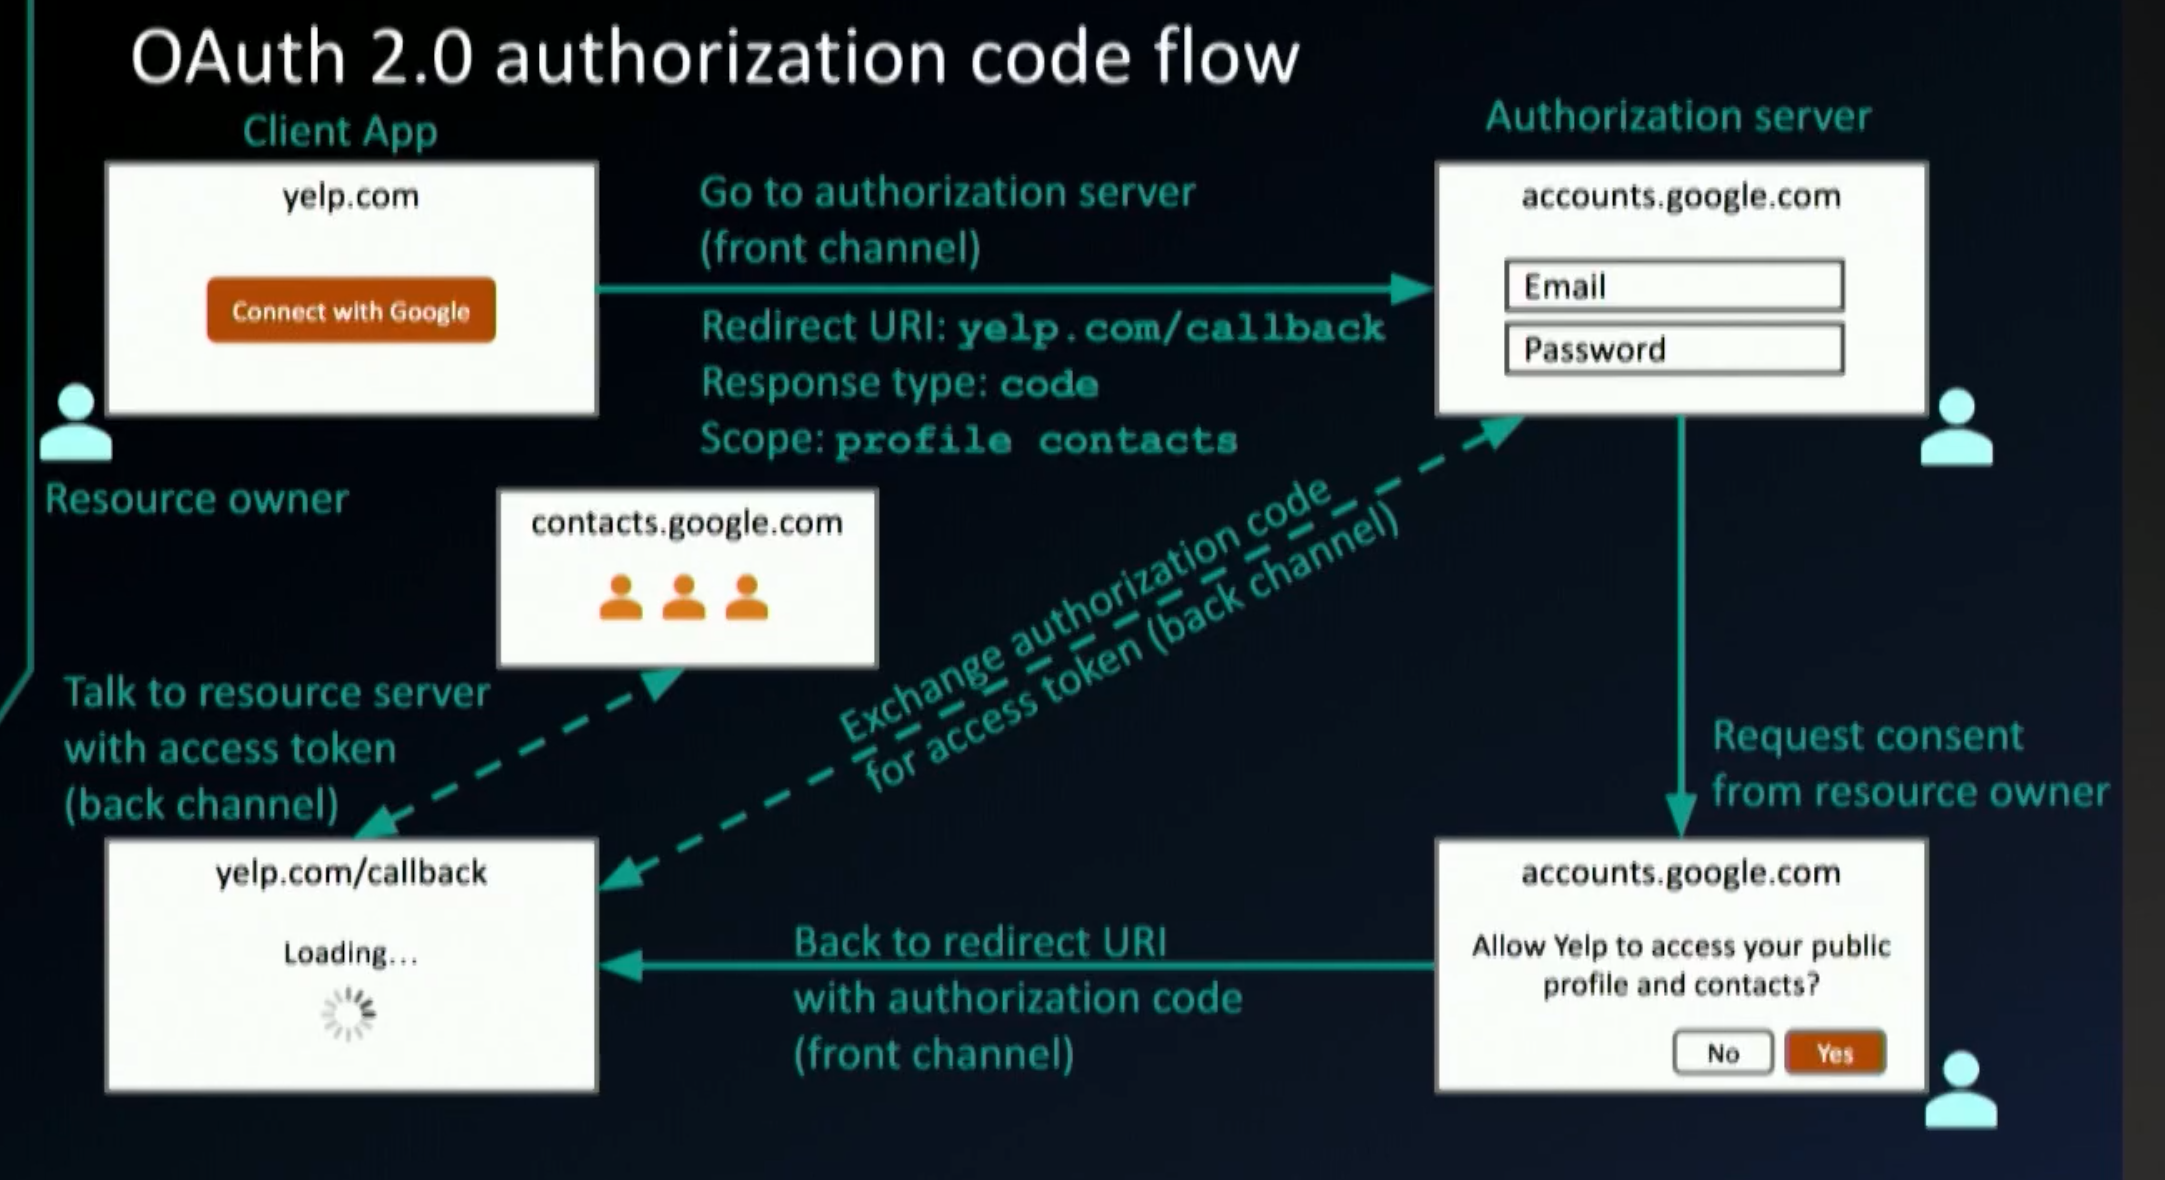 OAuth 2.0 authorization code flow
Client App
Authorization server
yelp.com
Connect with Google
Go to authorization server
(front channel)
Redirect URI: yelp.com/callback
Response type: code
Scope: profile contacts
accounts.google.com
Email
Password
Resource owner
contacts.google.com
Exchange authorization code
for access token (back channel)
Talk to resource server
with access token
(back channel)
Request consent
from resource owner
yelp.com/callback
Loading...
Back to redirect URI
with authorization code
(front channel)
accounts.google.com
Allow Yelp to access your public
profile and contacts?
No
Yes